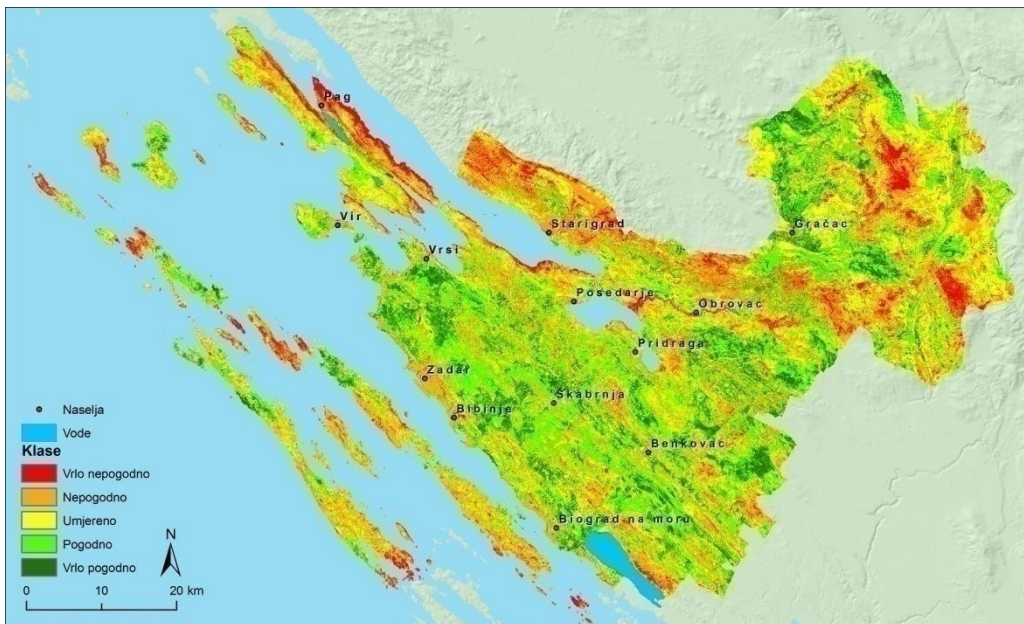 Pag
Vir
Vrsi
Starigrad
Gračac
Posedarje
Obrovac
Pridraga
Zadar
Škabrnja
Bibinje
Benkovac
Biograd na moru
Naselja
Vode
Klase
Vrlo nepogodno
Nepogodno
Umjereno
Pogodno
Vrlo pogodno
N
0 10 20 km